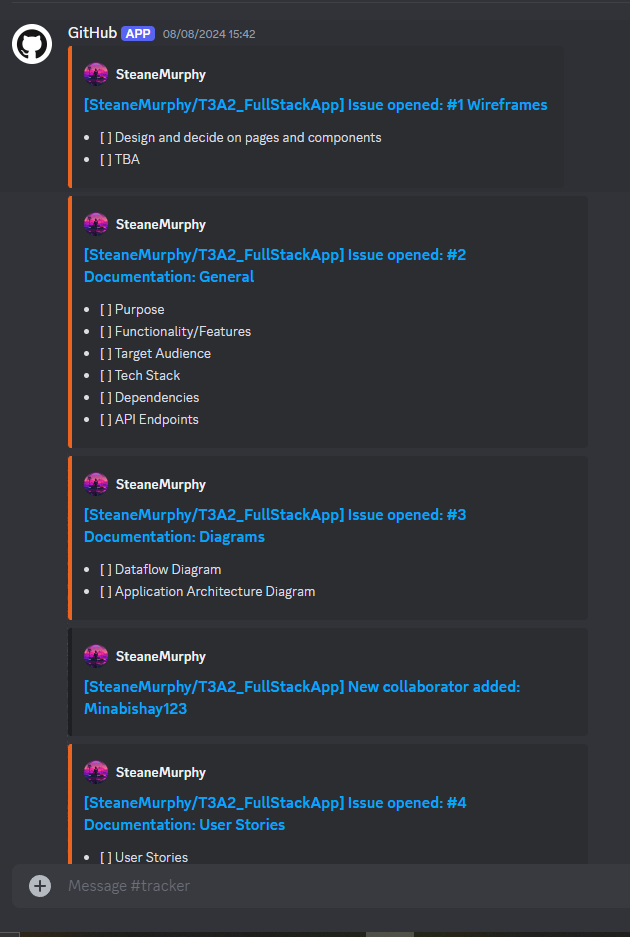 GitHub APP 08/08/2024 15:42
SteaneMurphy
[SteaneMurphy/T3A2_FullStackApp] Issue opened: #1 Wireframes
• [ ] Design and decide on pages and components
• [ ] TBA
SteaneMurphy
[SteaneMurphy/T3A2_FullStackApp] Issue opened: #2
Documentation: General
• [ ] Purpose
• [ ] Functionality/Features
• [ ] Target Audience
• [ ] Tech Stack
• [ ] Dependencies
• [ ] API Endpoints
SteaneMurphy
[SteaneMurphy/T3A2_FullStackApp] Issue opened: #3
Documentation: Diagrams
• [ ] Dataflow Diagram
• [ ] Application Architecture Diagram
SteaneMurphy
[SteaneMurphy/T3A2_FullStackApp] New collaborator added:
Minabishay123
SteaneMurphy
[SteaneMurphy/T3A2_FullStackApp] Issue opened: #4
Documentation: User Stories
• [ ] User Stories
Message #tracker